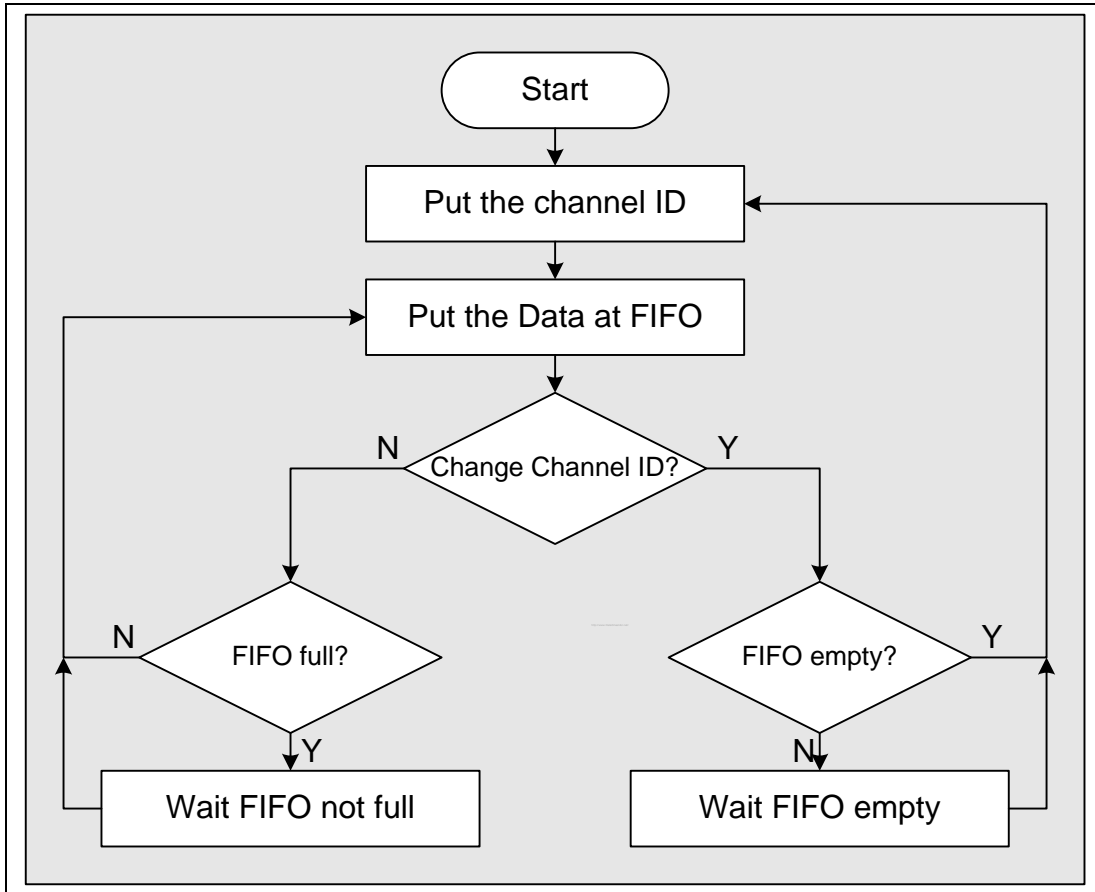 Start
Put the channel ID
Put the Data at FIFO
N
Change Channel ID?
Y
N
FIFO full?
FIFO empty?
Y
Y
N
Wait FIFO not full
Wait FIFO empty